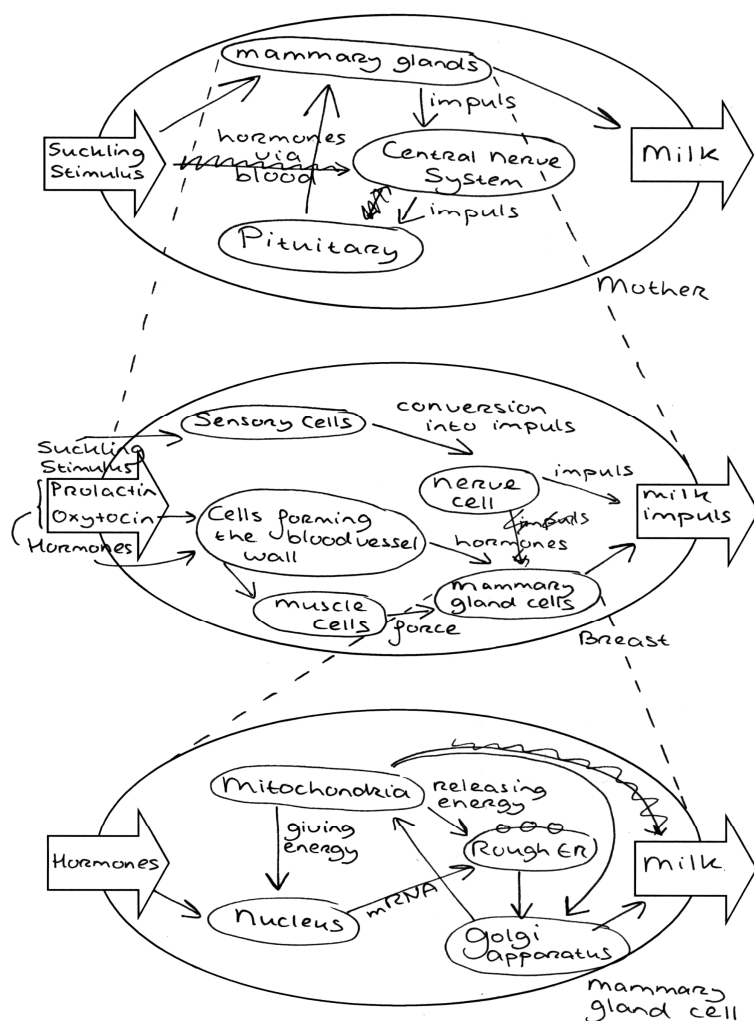 mammary glands
impuls
Suckling
Stimulus
hormones
via
blood
Central nerve
System
Milk
impuls
Pituitary
Mother
Sensory Cells
conversion
into impuls
Suckling
Stimulus
Prolactin
Oxytocin
Hormones
nerve
cell
impuls
milk
impuls
Cells forming
the bloodvessel
wall
impuls
hormones
muscle
cells
force
mammary
gland cells
Breast
Mitochondria
releasing
energy
giving
energy
Rough ER
Hormones
Milk
mRNA
nucleus
golgi
apparatus
mammary
gland cell